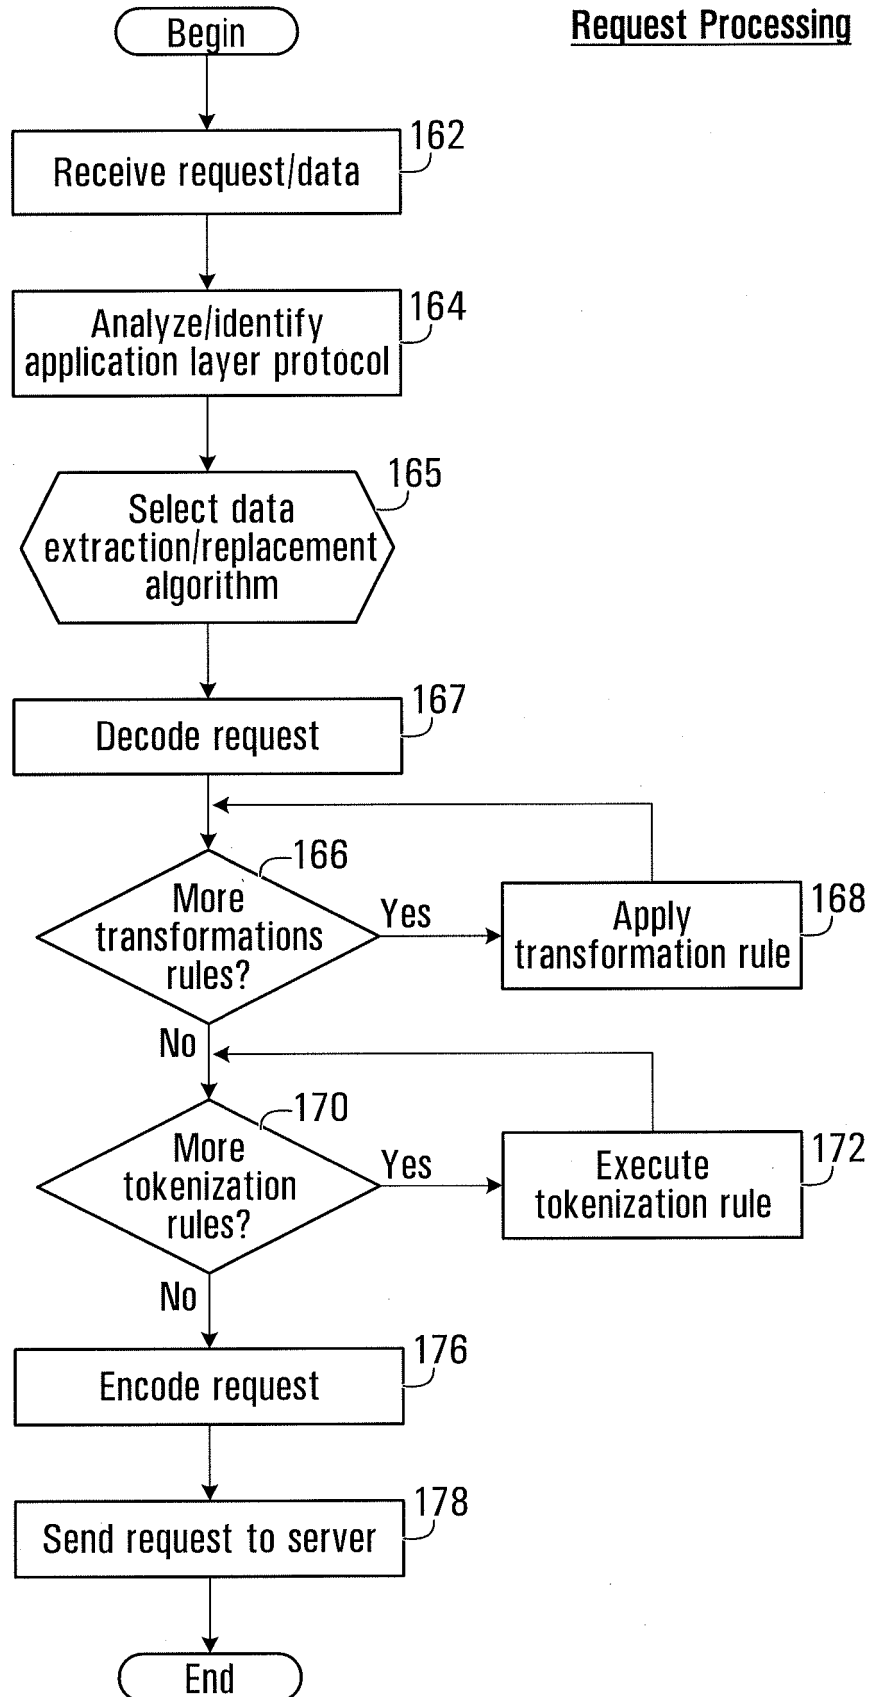 Begin
Request Processing
162
Receive request/data
164
Analyze/identify
application layer protocol
165
Select data
extraction/replacement
algorithm
167
Decode request
166
More
transformations
rules?
Yes
168
Apply
transformation rule
No
170
More
tokenization
rules?
Yes
172
Execute
tokenization rule
No
176
Encode request
178
Send request to server
End